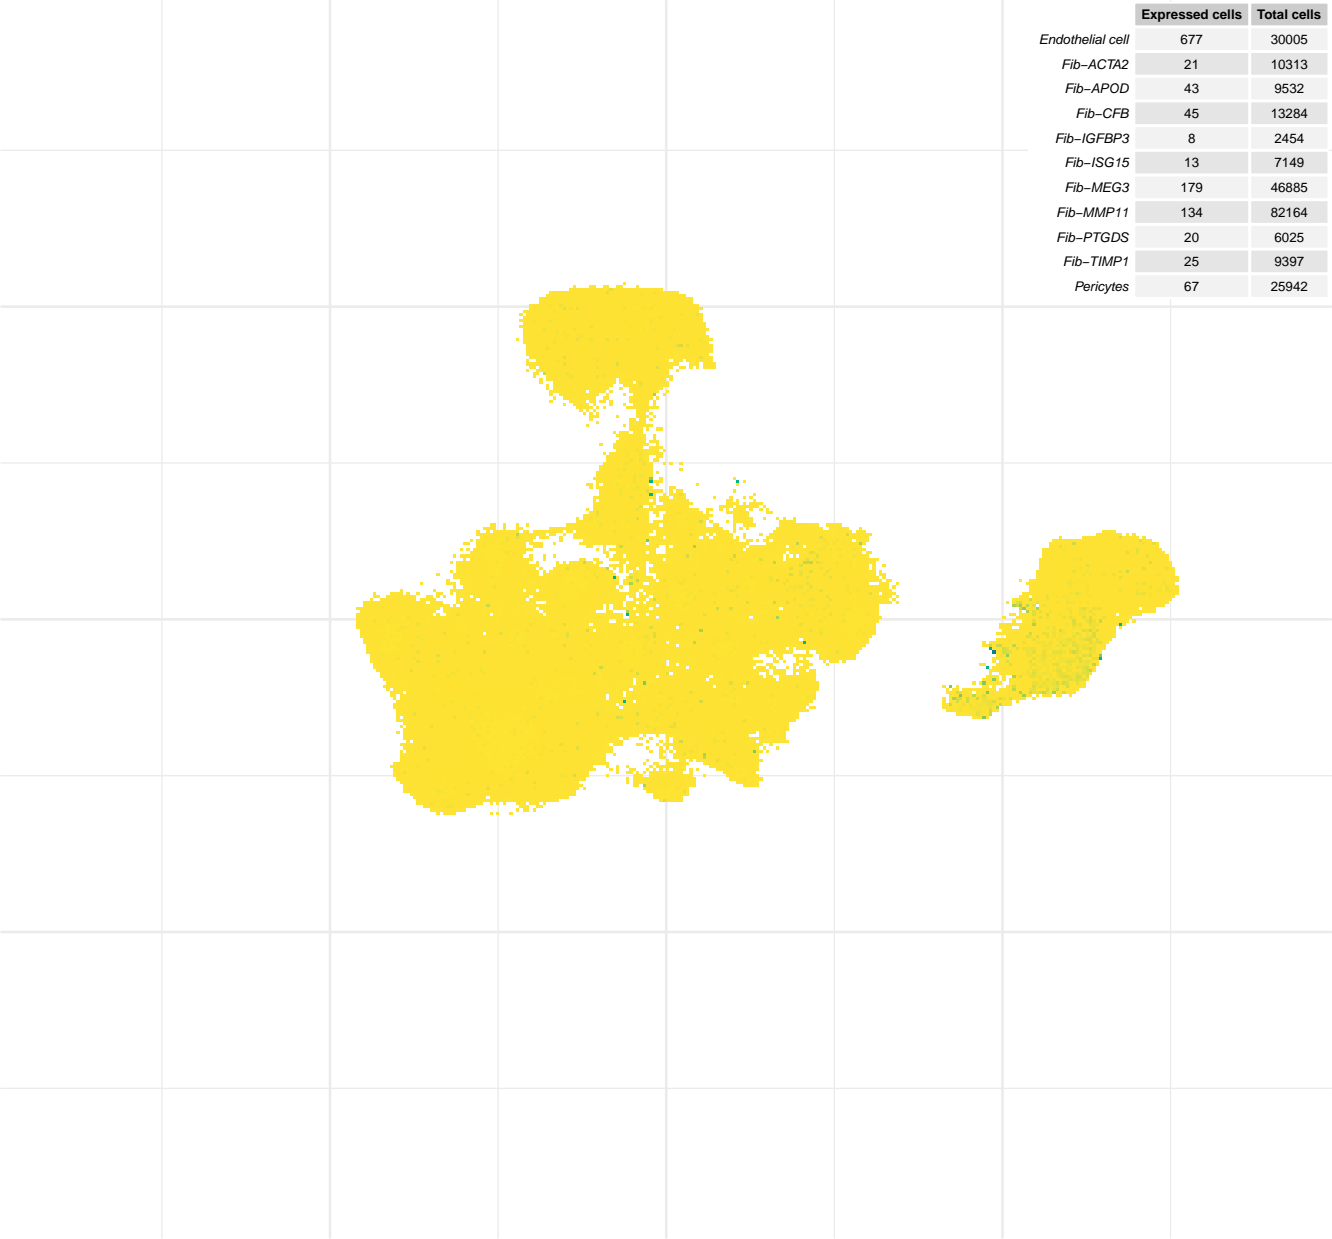 Expressed cells Total cells
Endothelial cell 677 30005
Fib−ACTA2 21 10313
Fib−APOD 43 9532
Fib−CFB 45 13284
Fib−IGFBP3 8 2454
Fib−ISG15 13 7149
Fib−MEG3 179 46885
Fib−MMP11 134 82164
Fib−PTGDS 20 6025
Fib−TIMP1 25 9397
Pericytes 67 25942